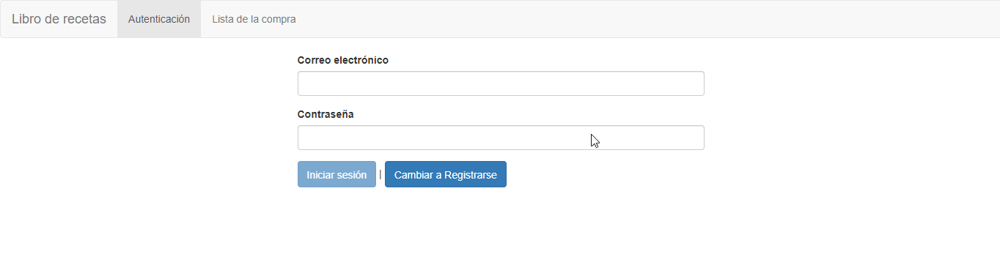 Libro de recetas Autenticación Lista de la compra
Correo electrónico
Contraseña
Iniciar sesión | Cambiar a Registrarse